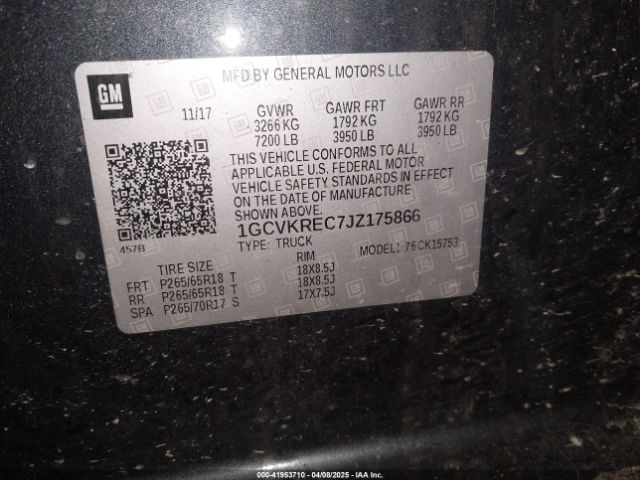 GM
MFD BY GENERAL MOTORS LLC
11/17
GVWR GAWR FRT GAWR RR
3266 KG 1792 KG 1792 KG
7200 LB 3950 LB 3950 LB
THIS VEHICLE CONFORMS TO ALL
APPLICABLE U.S. FEDERAL MOTOR
VEHICLE SAFETY STANDARDS IN EFFECT
ON THE DATE OF MANUFACTURE
SHOWN ABOVE.
457B
1GCVKREC7JZ175866
TYPE: TRUCK MODEL: 76CK15753
TIRE SIZE RIM
FRT P265/65R18 T 18X8.5J
RR P265/65R18 T 18X8.5J
SPA P265/70R17 S 17X7.5J
000-41953710 - 04/08/2025 - IAA Inc.